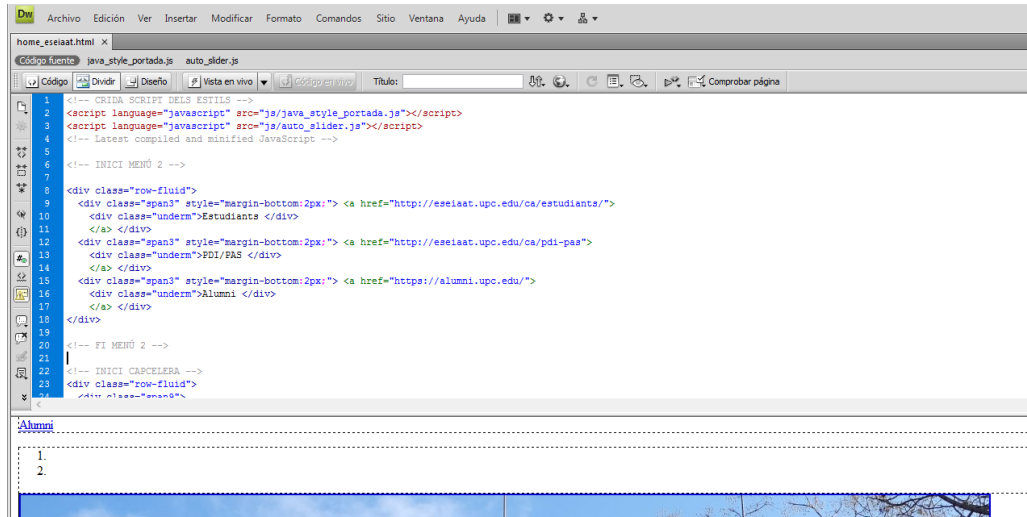 Dw Archivo Edición Ver Insertar Modificar Formato Comandos Sitio Ventana Ayuda
home_eseiaat.html ×
Código fuente java_style_portada.js auto_slider.js
Código Dividir Diseño Vista en vivo Código en vivo Título: Comprobar página
1 <!-- CRIDA SCRIPT DELS ESTILS -->
2 <script language="javascript" src="js/java_style_portada.js"></script>
3 <script language="javascript" src="js/auto_slider.js"></script>
4 <!-- Latest compiled and minified JavaScript -->
5
6 <!-- INICI MENÚ 2 -->
7
8 <div class="row-fluid">
9 <div class="span3" style="margin-bottom:2px;"> <a href="http://eseiaat.upc.edu/ca/estudiants/">
10 <div class="underm">Estudiants </div>
11 </a> </div>
12 <div class="span3" style="margin-bottom:2px;"> <a href="http://eseiaat.upc.edu/ca/pdi-pas">
13 <div class="underm">PDI/PAS </div>
14 </a> </div>
15 <div class="span3" style="margin-bottom:2px;"> <a href="https://alumni.upc.edu/">
16 <div class="underm">Alumni </div>
17 </a> </div>
18 </div>
19
20 <!-- FI MENÚ 2 -->
21
22 <!-- INICI CAPCELERA -->
23 <div class="row-fluid">
24 <div class="span9">
Alumni
1.
2.